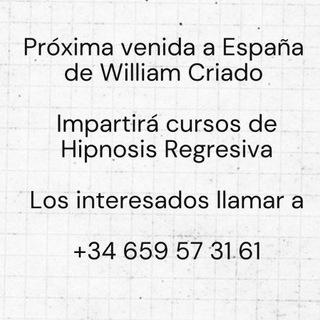 Próxima venida a España
de William Criado
Impartirá cursos de
Hipnosis Regresiva
Los interesados llamar a
+34 659 57 31 61